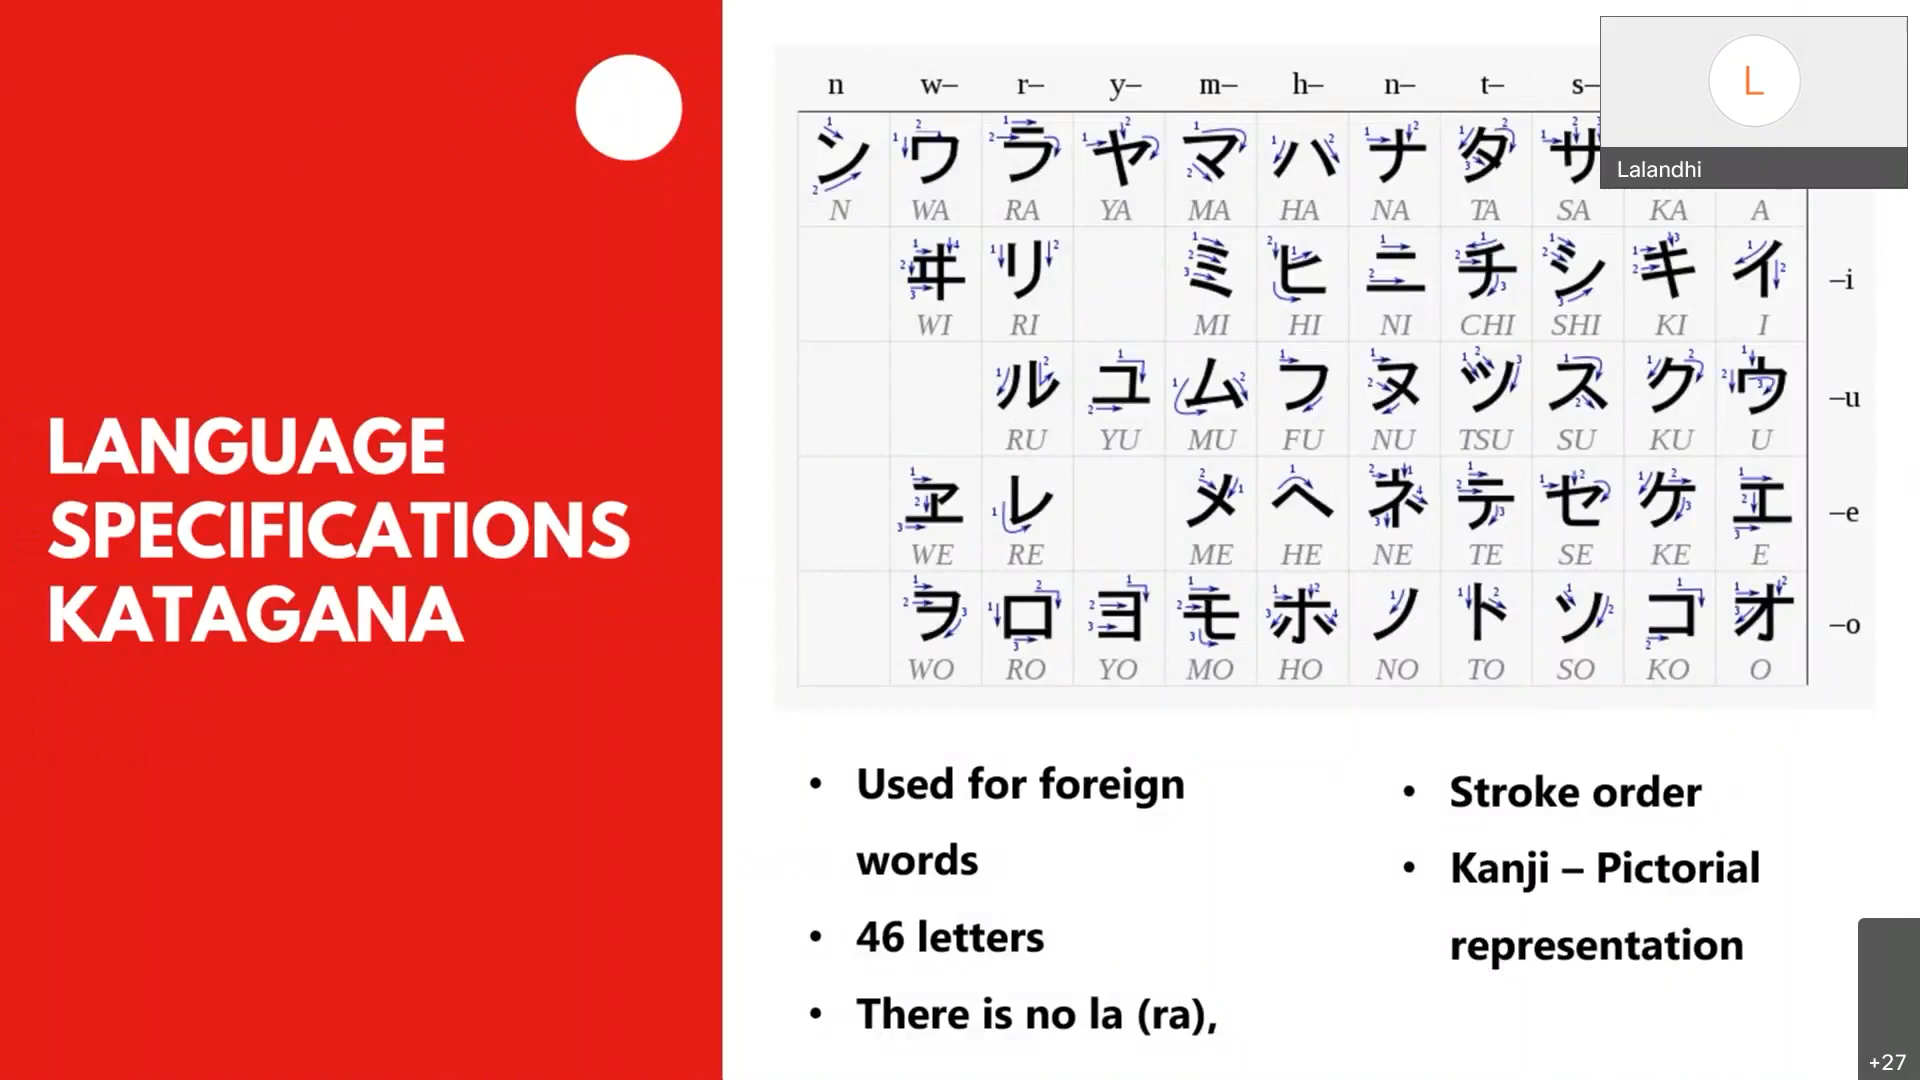 LANGUAGE
SPECIFICATIONS
KATAGANA
n w– r– y– m– h– n– t– s–
ン ワ ラ ヤ マ ハ ナ タ サ
N WA RA YA MA HA NA TA SA KA A
ヰ リ ミ ヒ ニ チ シ キ イ –i
WI RI MI HI NI CHI SHI KI I
ル ユ ム フ ヌ ツ ス ク ウ –u
RU YU MU FU NU TSU SU KU U
ヱ レ メ ヘ ネ テ セ ケ エ –e
WE RE ME HE NE TE SE KE E
ヲ ロ ヨ モ ホ ノ ト ソ コ オ –o
WO RO YO MO HO NO TO SO KO O
L
Lalandhi
• Used for foreign
words
• 46 letters
• There is no la (ra),
• Stroke order
• Kanji – Pictorial
representation
+27